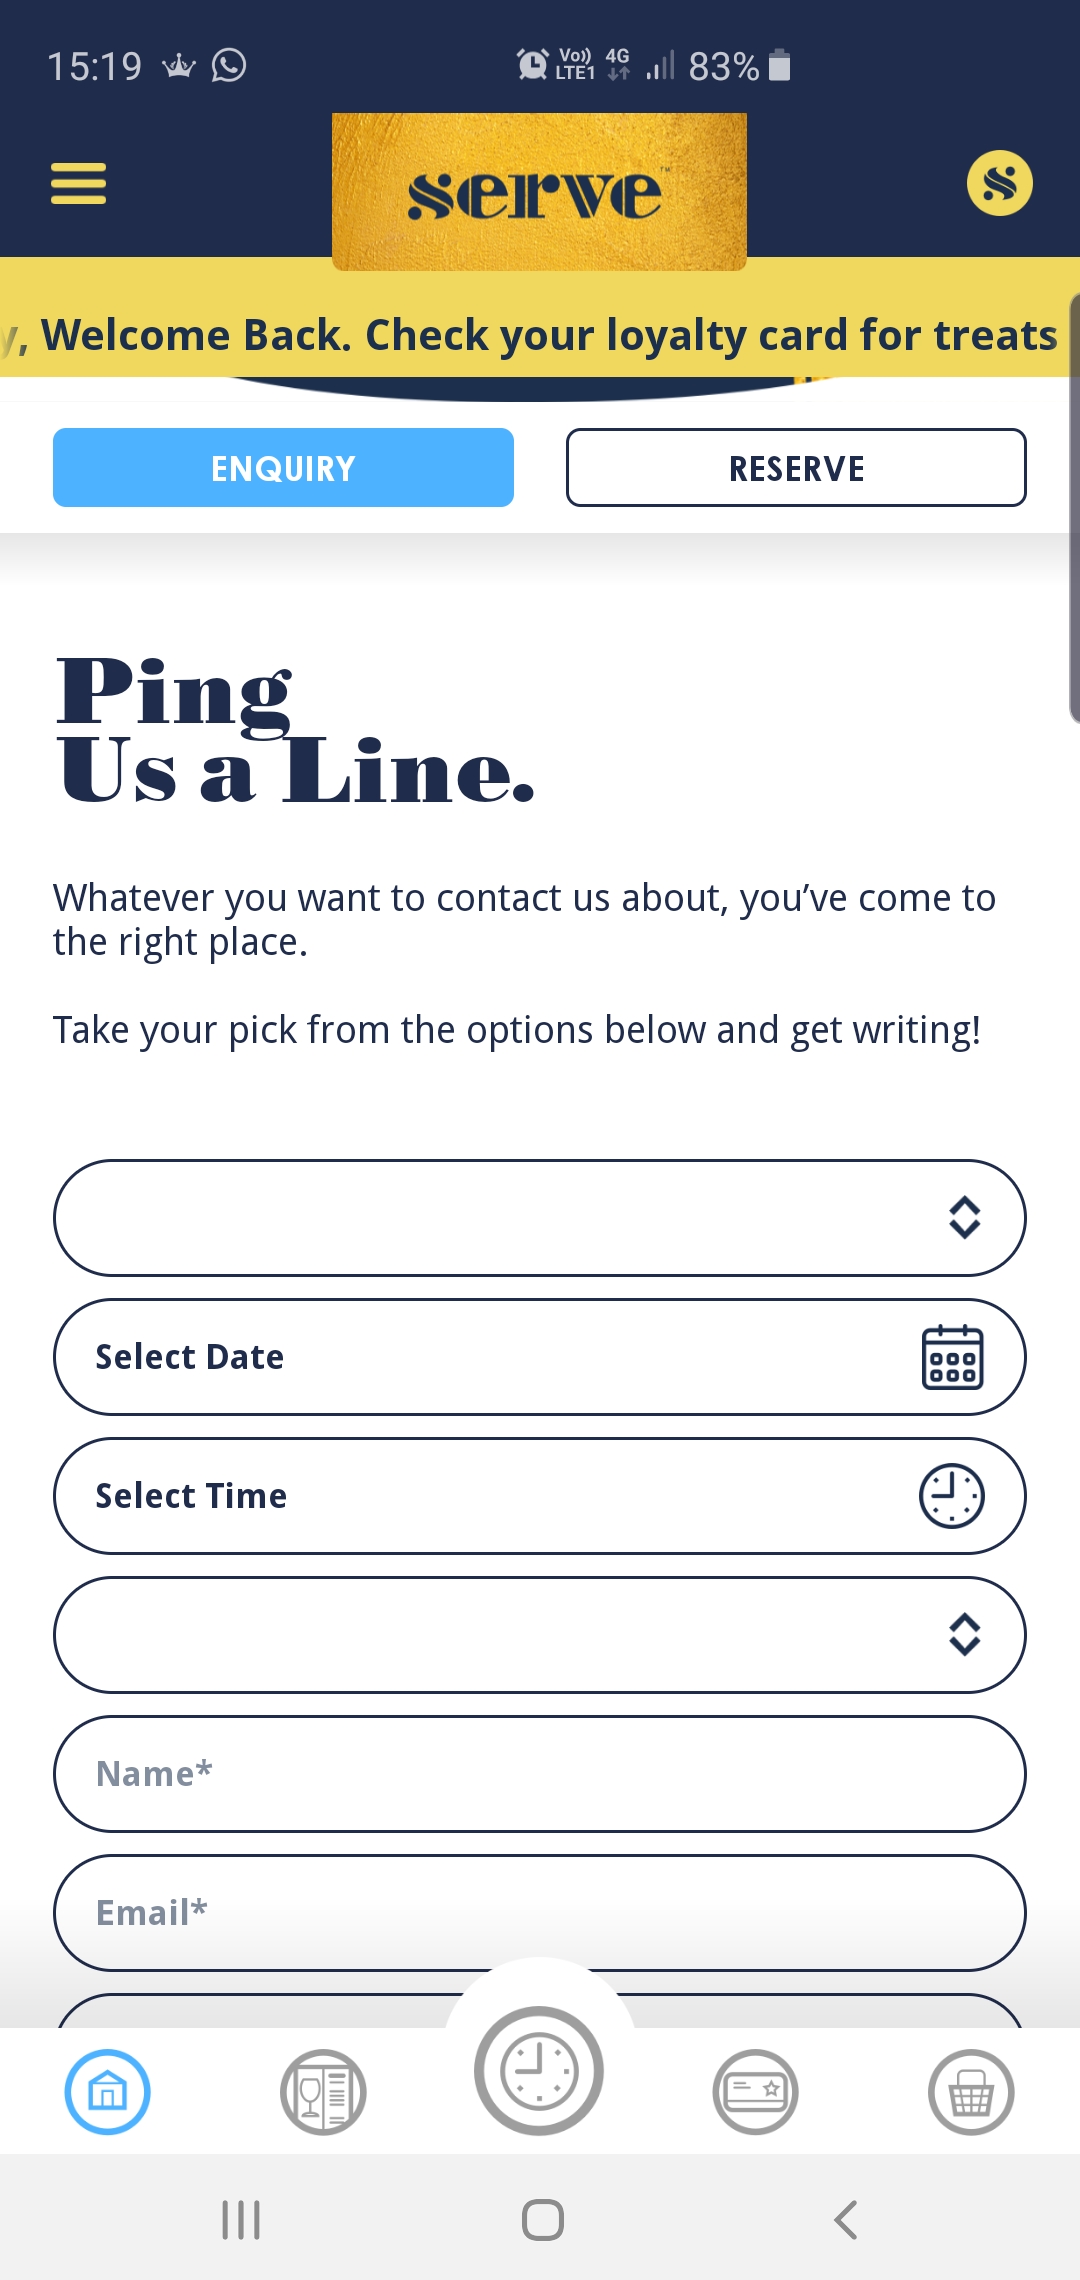 15:19
Vo)) 4G
LTE1
83%
serve™
, Welcome Back. Check your loyalty card for treats
ENQUIRY
RESERVE
Ping
Us a Line.
Whatever you want to contact us about, you’ve come to
the right place.
Take your pick from the options below and get writing!
Select Date
Select Time
Name*
Email*